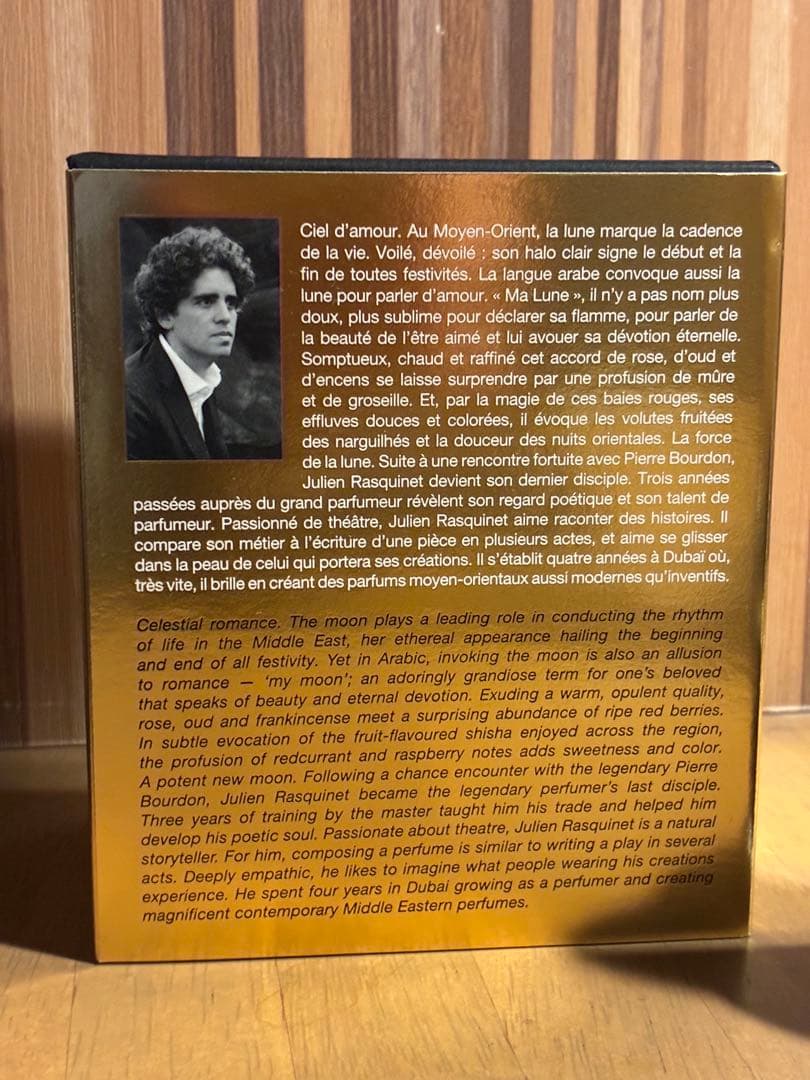 Ciel d'amour. Au Moyen-Orient, la lune marque la cadence
de la vie. Voilé, dévoilé : son halo clair signe le début et la
fin de toutes festivités. La langue arabe convoque aussi la
lune pour parler d'amour. « Ma Lune », il n'y a pas nom plus
doux, plus sublime pour déclarer sa flamme, pour parler de
la beauté de l'être aimé et lui avouer sa dévotion éternelle.
Somptueux, chaud et raffiné cet accord de rose, d'oud et
d'encens se laisse surprendre par une profusion de mûre
et de groseille. Et, par la magie de ces baies rouges, ses
effluves douces et colorées, il évoque les volutes fruitées
des narguilhés et la douceur des nuits orientales. La force
de la lune. Suite à une rencontre fortuite avec Pierre Bourdon,
Julien Rasquinet devient son dernier disciple. Trois années
passées auprès du grand parfumeur révèlent son regard poétique et son talent de
parfumeur. Passionné de théâtre, Julien Rasquinet aime raconter des histoires. Il
compare son métier à l'écriture d'une pièce en plusieurs actes, et aime se glisser
dans la peau de celui qui portera ses créations. Il s'établit quatre années à Dubaï où,
très vite, il brille en créant des parfums moyen-orientaux aussi modernes qu'inventifs.
Celestial romance. The moon plays a leading role in conducting the rhythm
of life in the Middle East, her ethereal appearance hailing the beginning
and end of all festivity. Yet in Arabic, invoking the moon is also an allusion
to romance — 'my moon'; an adoringly grandiose term for one's beloved
that speaks of beauty and eternal devotion. Exuding a warm, opulent quality,
rose, oud and frankincense meet a surprising abundance of ripe red berries.
In subtle evocation of the fruit-flavoured shisha enjoyed across the region,
the profusion of redcurrant and raspberry notes adds sweetness and color.
A potent new moon. Following a chance encounter with the legendary Pierre
Bourdon, Julien Rasquinet became the legendary perfumer's last disciple.
Three years of training by the master taught him his trade and helped him
develop his poetic soul. Passionate about theatre, Julien Rasquinet is a natural
storyteller. For him, composing a perfume is similar to writing a play in several
acts. Deeply empathic, he likes to imagine what people wearing his creations
experience. He spent four years in Dubai growing as a perfumer and creating
magnificent contemporary Middle Eastern perfumes.